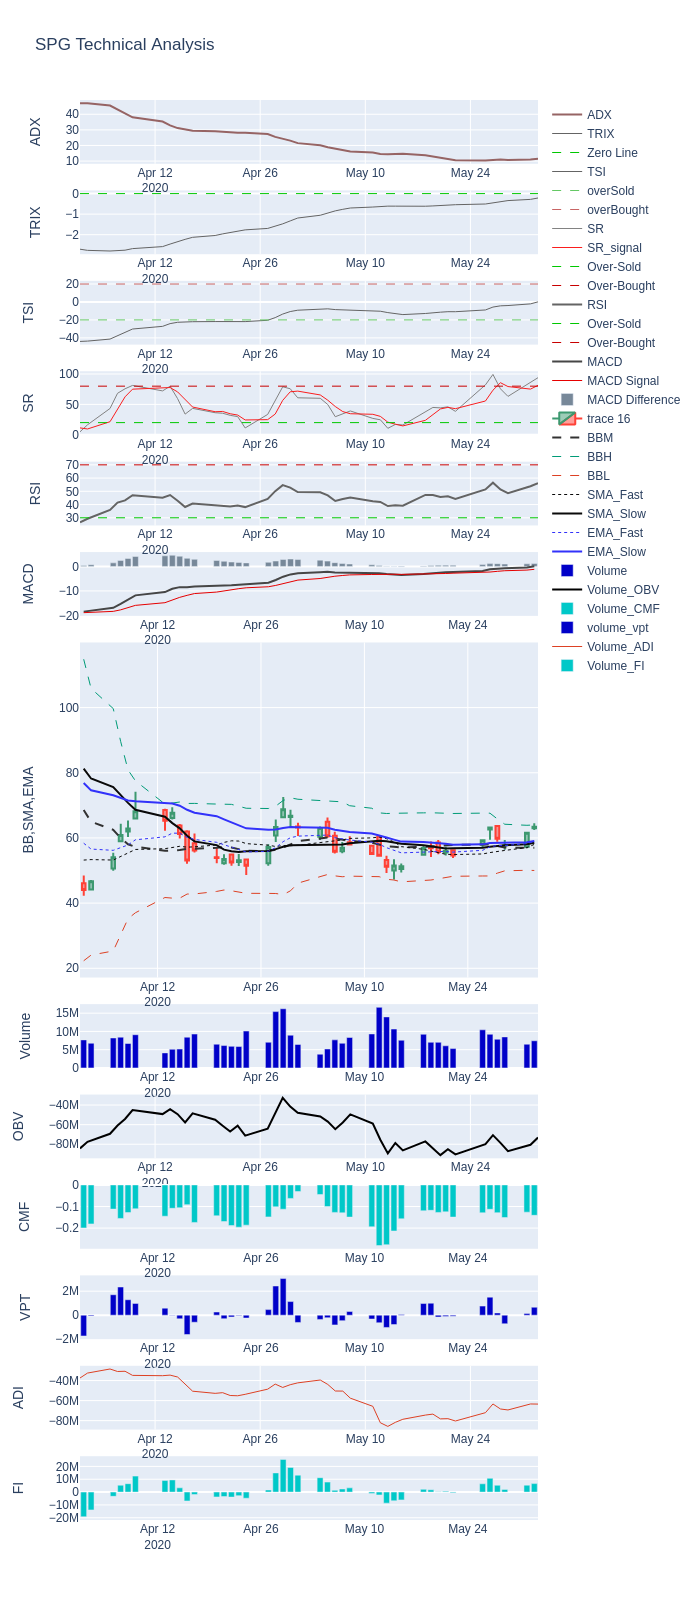 SPG Technical Analysis
ADX
40
30
20
10
Apr 12
2020
Apr 26
May 10
May 24
TRIX
0
−1
−2
Apr 12
2020
Apr 26
May 10
May 24
TSI
20
0
−20
−40
Apr 12
2020
Apr 26
May 10
May 24
SR
100
50
0
Apr 12
2020
Apr 26
May 10
May 24
RSI
70
60
50
40
30
Apr 12
2020
Apr 26
May 10
May 24
MACD
0
−10
−20
Apr 12
2020
Apr 26
May 10
May 24
BB,SMA,EMA
100
80
60
40
20
Apr 12
2020
Apr 26
May 10
May 24
Volume
15M
10M
5M
0
Apr 12
2020
Apr 26
May 10
May 24
OBV
−40M
−60M
−80M
Apr 12
2020
Apr 26
May 10
May 24
CMF
0
−0.1
−0.2
Apr 12
2020
Apr 26
May 10
May 24
VPT
2M
0
−2M
Apr 12
2020
Apr 26
May 10
May 24
ADI
−40M
−60M
−80M
Apr 12
2020
Apr 26
May 10
May 24
FI
20M
10M
0
−10M
−20M
Apr 12
2020
Apr 26
May 10
May 24
ADX
TRIX
Zero Line
TSI
overSold
overBought
SR
SR_signal
Over-Sold
Over-Bought
RSI
Over-Sold
Over-Bought
MACD
MACD Signal
MACD Difference
trace 16
BBM
BBH
BBL
SMA_Fast
SMA_Slow
EMA_Fast
EMA_Slow
Volume
Volume_OBV
Volume_CMF
volume_vpt
Volume_ADI
Volume_FI